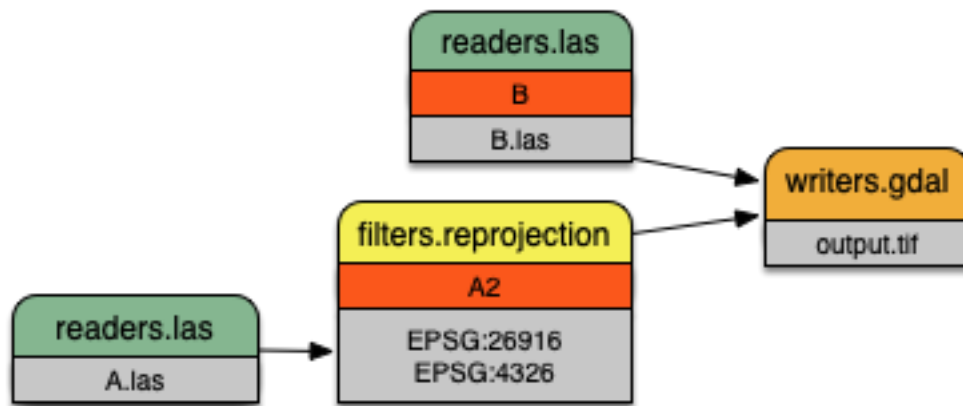 readers.las
B
B.las
writers.gdal
output.tif
filters.reprojection
A2
EPSG:26916
EPSG:4326
readers.las
A.las